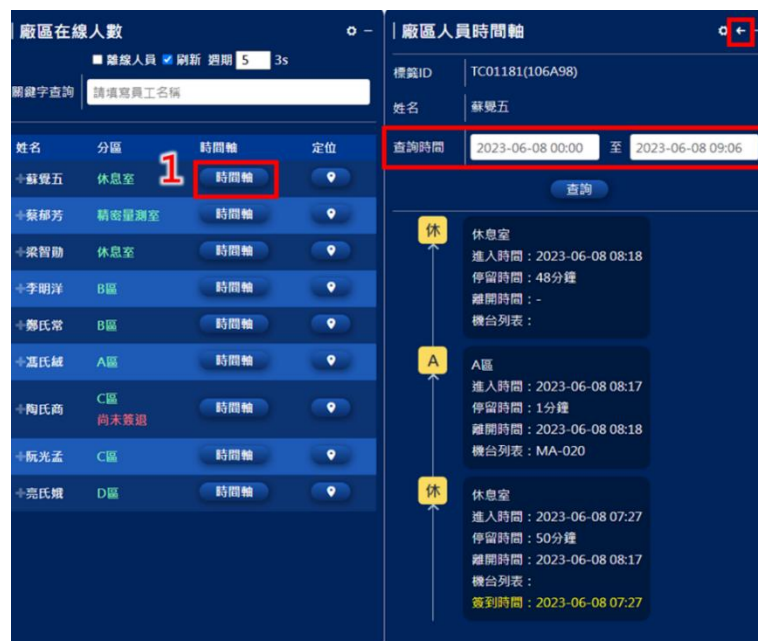 廠區在線人數
離線人員 刷新 週期 5 3s
關鍵字查詢 請填寫員工名稱
姓名 分區 時間軸 定位
蘇覺五 休息室 1 時間軸
蔡郁芳 精密量測室 時間軸
梁智勛 休息室 時間軸
李明洋 B區 時間軸
鄭氏常 B區 時間軸
馮氏絨 A區 時間軸
陶氏商 C區 時間軸
尚未簽退
阮光孟 C區 時間軸
亮氏娥 D區 時間軸
廠區人員時間軸
標籤ID TC01181(106A98)
姓名 蘇覺五
查詢時間 2023-06-08 00:00 至 2023-06-08 09:06
查詢
休
休息室
進入時間：2023-06-08 08:18
停留時間：48分鐘
離開時間：-
機台列表：
A
A區
進入時間：2023-06-08 08:17
停留時間：1分鐘
離開時間：2023-06-08 08:18
機台列表：MA-020
休
休息室
進入時間：2023-06-08 07:27
停留時間：50分鐘
離開時間：2023-06-08 08:17
機台列表：
簽到時間：2023-06-08 07:27